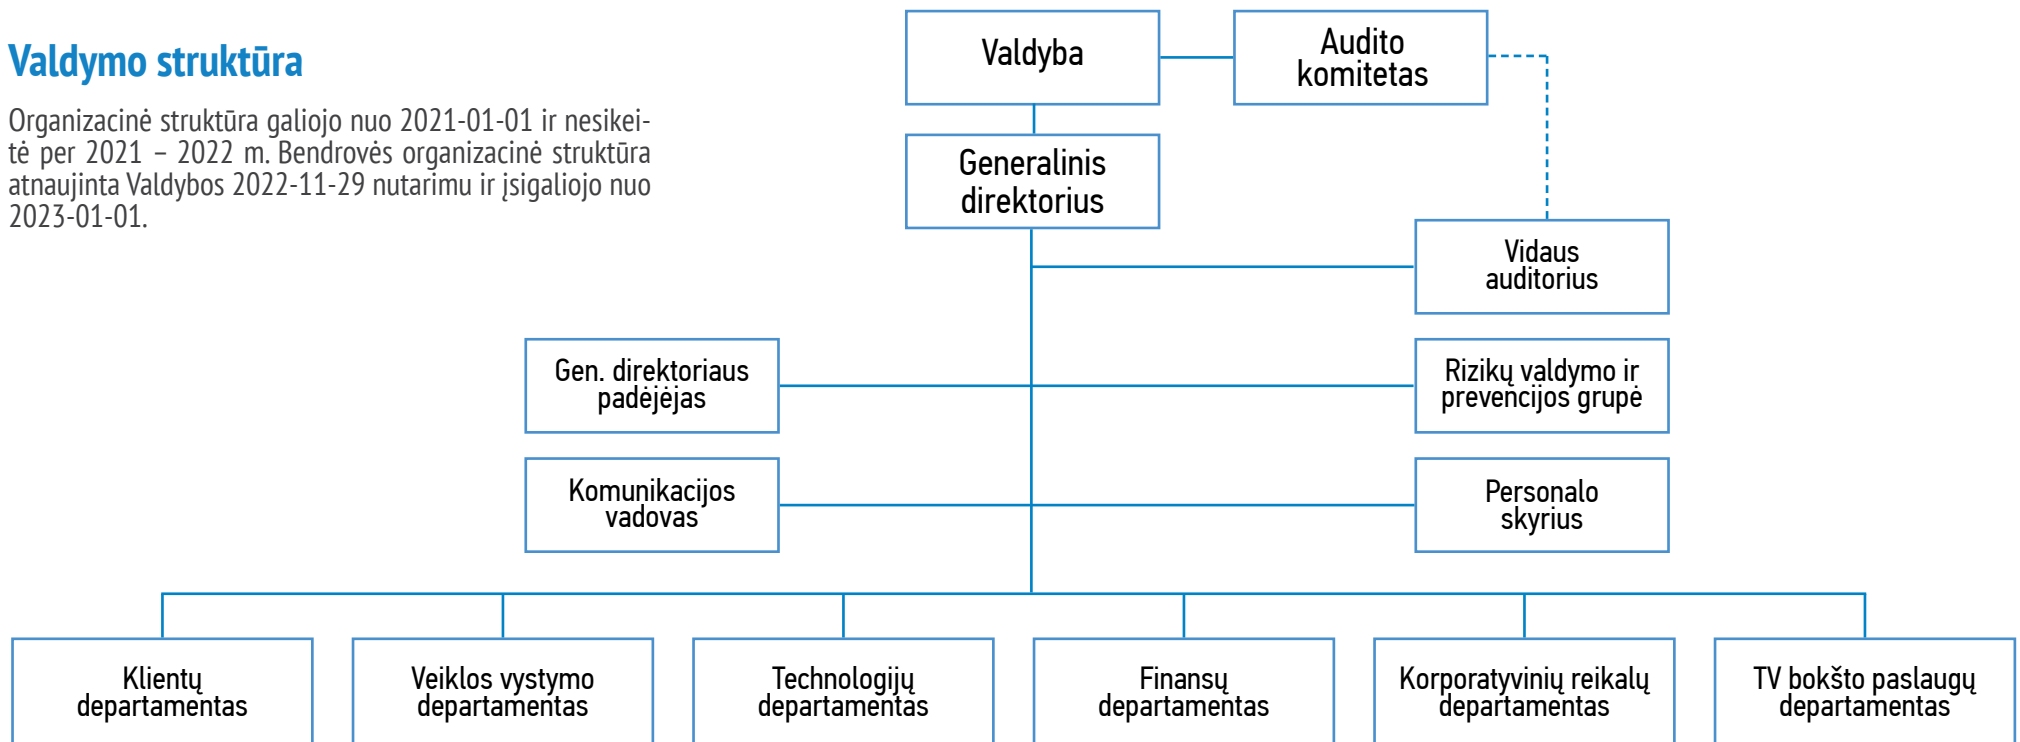 Valdymo struktūra
Organizacinė struktūra galiojo nuo 2021-01-01 ir nesikei-
tė per 2021 – 2022 m. Bendrovės organizacinė struktūra
atnaujinta Valdybos 2022-11-29 nutarimu ir įsigaliojo nuo
2023-01-01.
Valdyba
Audito
komitetas
Generalinis
direktorius
Vidaus
auditorius
Gen. direktoriaus
padėjėjas
Rizikų valdymo ir
prevencijos grupė
Komunikacijos
vadovas
Personalo
skyrius
Klientų
departamentas
Veiklos vystymo
departamentas
Technologijų
departamentas
Finansų
departamentas
Korporatyvinių reikalų
departamentas
TV bokšto paslaugų
departamentas